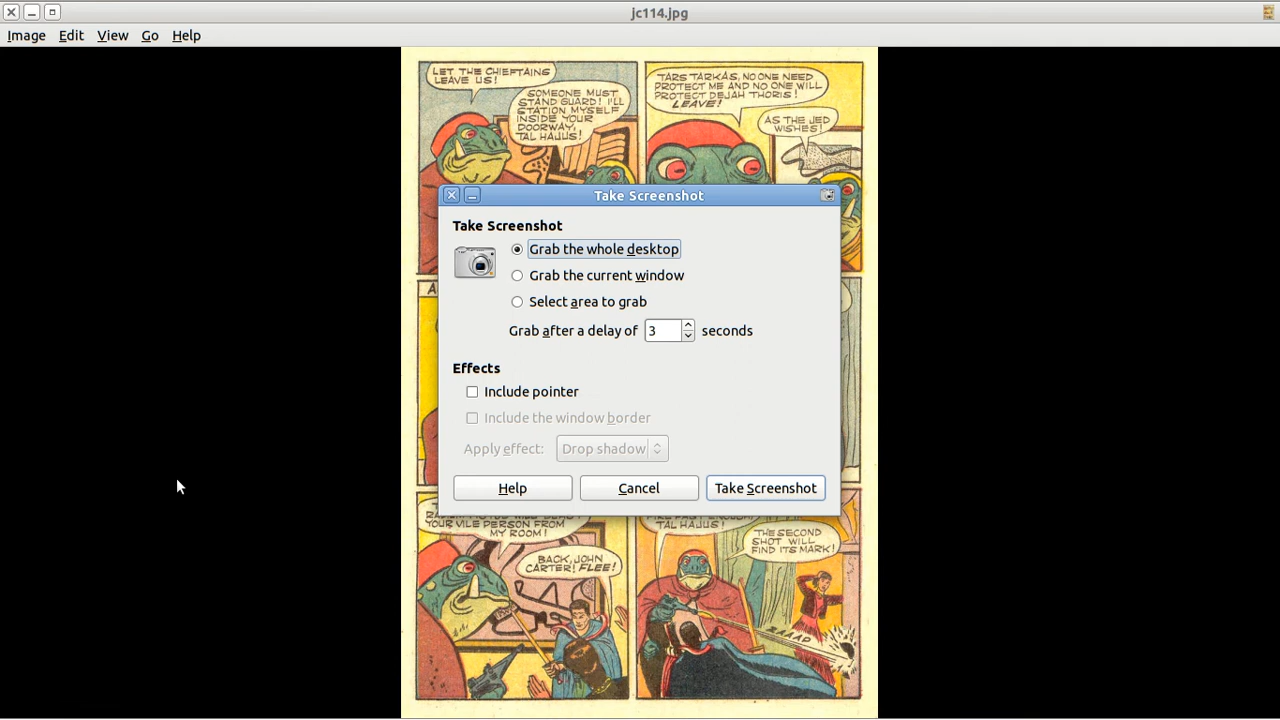 jc114.jpg
Image Edit View Go Help
LET THE CHIEFTAINS
LEAVE US!
SOMEONE MUST
STAND GUARD! I'LL
STATION MYSELF
INSIDE YOUR
DOORWAY,
TAL HAJUS!
TARS TARKAS, NO ONE NEED
PROTECT ME AND NO ONE WILL
PROTECT DEJAH THORIS!
LEAVE!
AS THE JED
WISHES!
Take Screenshot
Take Screenshot
Grab the whole desktop
Grab the current window
Select area to grab
Grab after a delay of 3 seconds
Effects
Include pointer
Include the window border
Apply effect: Drop shadow
Help Cancel Take Screenshot
YOUR VILE PERSON FROM
MY ROOM!
BACK, JOHN
CARTER! FLEE!
TAL HAJUS!
THE SECOND
SHOT WILL
FIND ITS MARK!
RAAAP